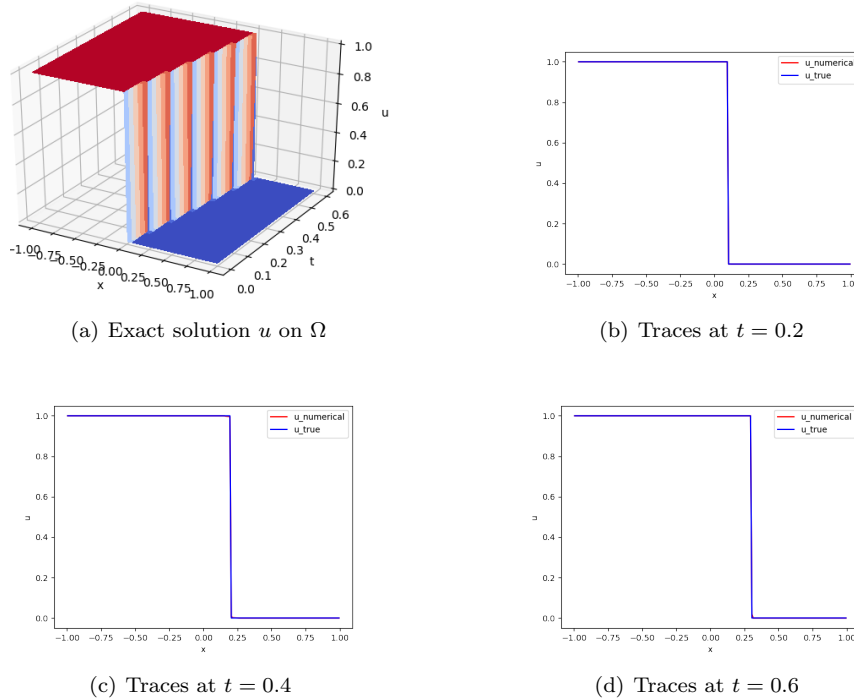 1.0
0.8
0.6
0.4
0.2
0.0
u
-1.00
-0.75
-0.50
-0.25
0.00
0.25
0.50
0.75
1.00
x
0.0
0.1
0.2
0.3
0.4
0.5
0.6
t
(a) Exact solution u on Ω
u_numerical
u_true
1.0
0.8
0.6
0.4
0.2
0.0
u
−1.00 −0.75 −0.50 −0.25 0.00 0.25 0.50 0.75 1.00
x
(b) Traces at t = 0.2
u_numerical
u_true
1.0
0.8
0.6
0.4
0.2
0.0
u
−1.00 −0.75 −0.50 −0.25 0.00 0.25 0.50 0.75 1.00
x
(c) Traces at t = 0.4
u_numerical
u_true
1.0
0.8
0.6
0.4
0.2
0.0
u
−1.00 −0.75 −0.50 −0.25 0.00 0.25 0.50 0.75 1.00
x
(d) Traces at t = 0.6